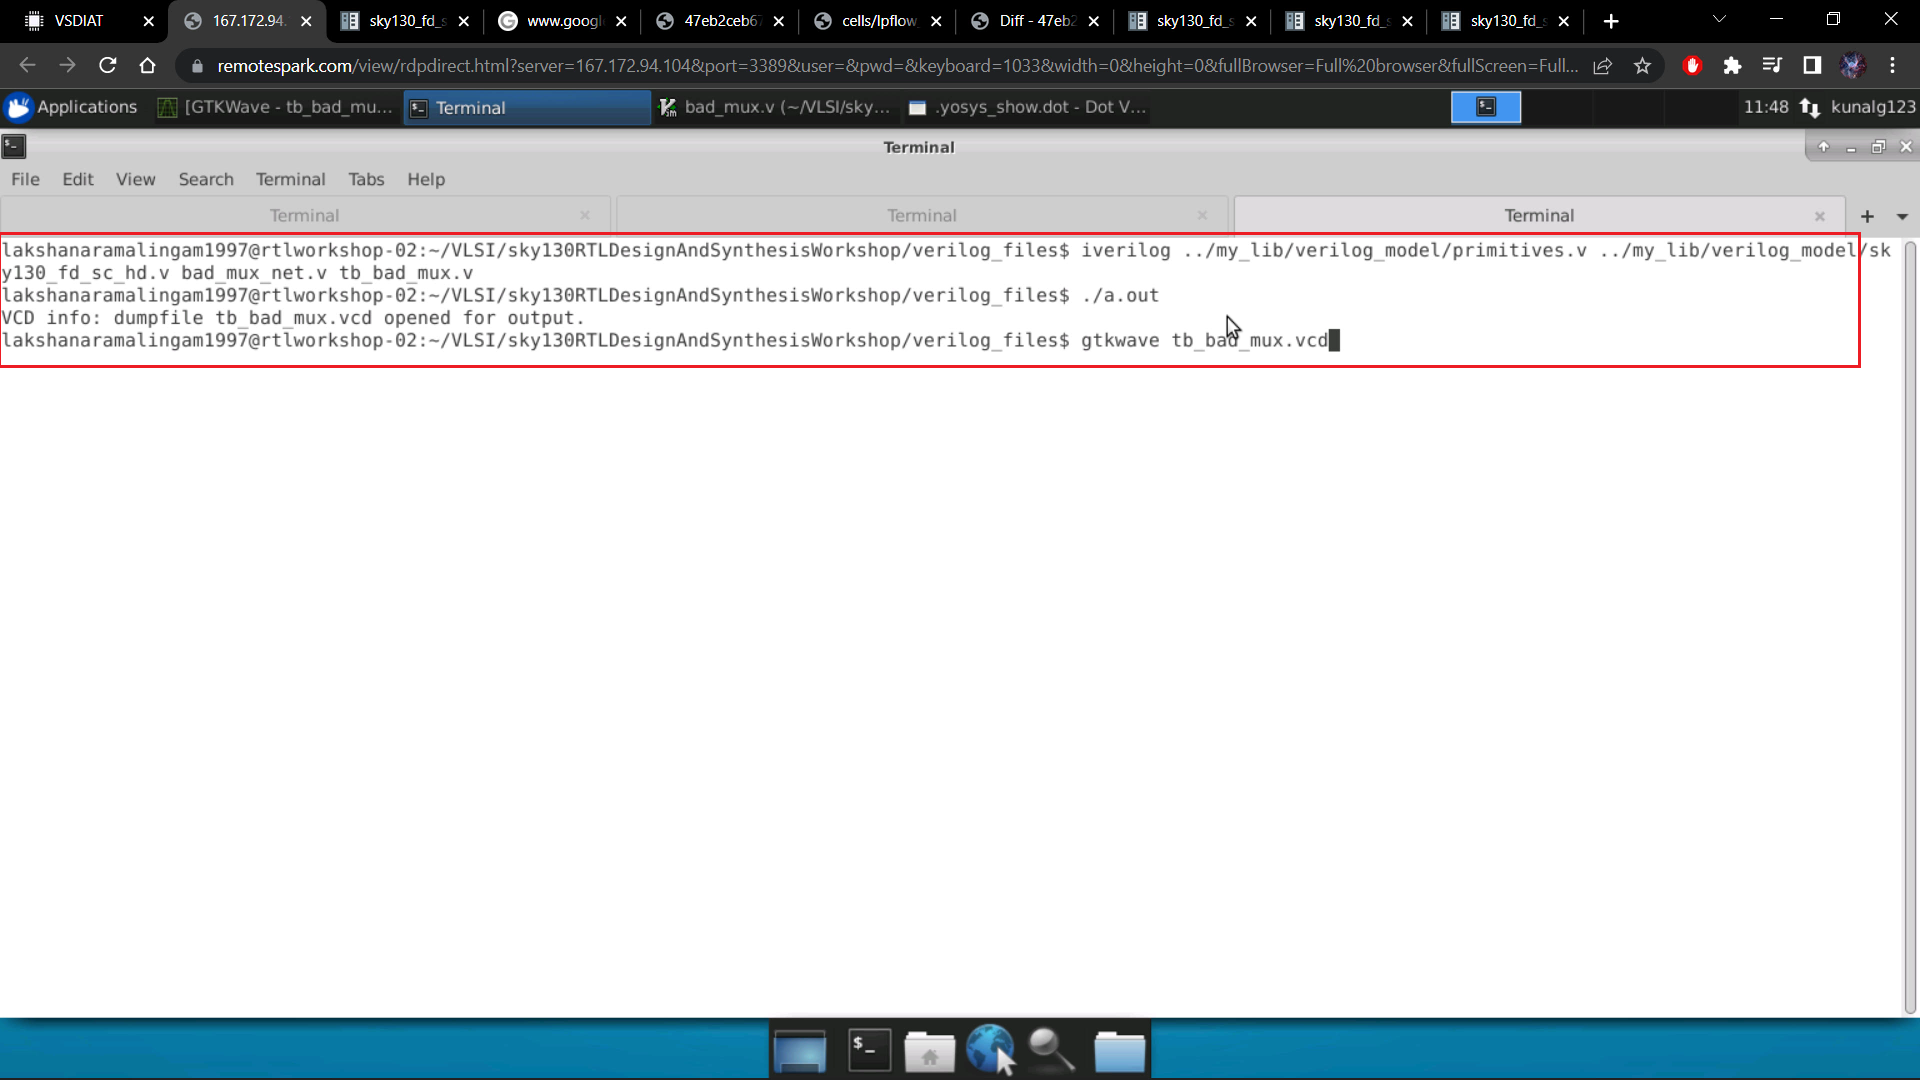 VSDIAT
167.172.94.
sky130_fd_s
www.googl
47eb2ceb67
cells/lpflow
Diff - 47eb2
sky130_fd_s
sky130_fd_s
sky130_fd_s
remotespark.com/view/rdpdirect.html?server=167.172.94.104&port=3389&user=&pwd=&keyboard=1033&width=0&height=0&fullBrowser=Full%20browser&fullScreen=Full...
Applications
[GTKWave - tb_bad_mu...
Terminal
bad_mux.v (~/VLSI/sky...
.yosys_show.dot - Dot V...
11:48
kunalg123
Terminal
File Edit View Search Terminal Tabs Help
Terminal
Terminal
Terminal
lakshanaramalingam1997@rtlworkshop-02:~/VLSI/sky130RTLDesignAndSynthesisWorkshop/verilog_files$ iverilog ../my_lib/verilog_model/primitives.v ../my_lib/verilog_model/sk
y130_fd_sc_hd.v bad_mux_net.v tb_bad_mux.v
lakshanaramalingam1997@rtlworkshop-02:~/VLSI/sky130RTLDesignAndSynthesisWorkshop/verilog_files$ ./a.out
VCD info: dumpfile tb_bad_mux.vcd opened for output.
lakshanaramalingam1997@rtlworkshop-02:~/VLSI/sky130RTLDesignAndSynthesisWorkshop/verilog_files$ gtkwave tb_bad_mux.vcd